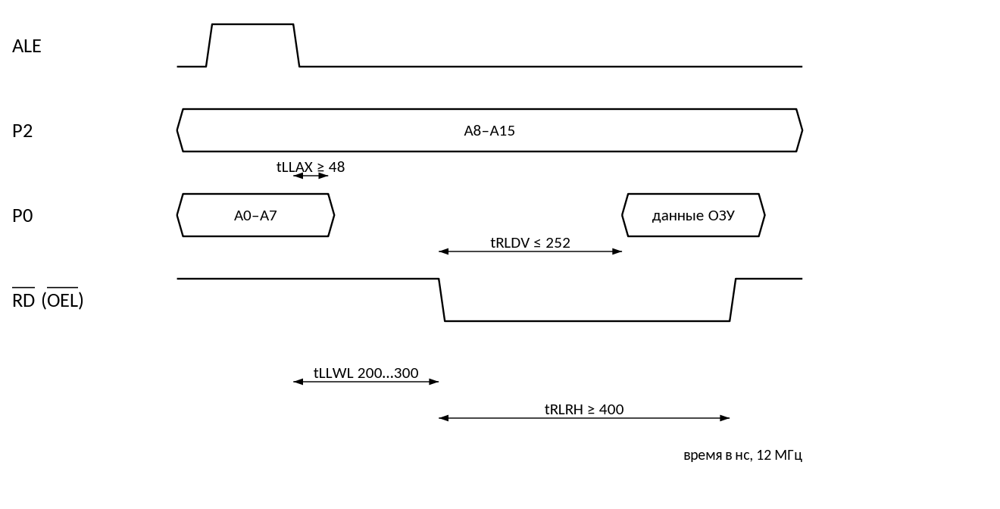 ALE
P2
A8–A15
tLLAX ≥ 48
P0
A0–A7
данные ОЗУ
tRLDV ≤ 252
RD (OEL)
tLLWL 200...300
tRLRH ≥ 400
время в нс, 12 МГц